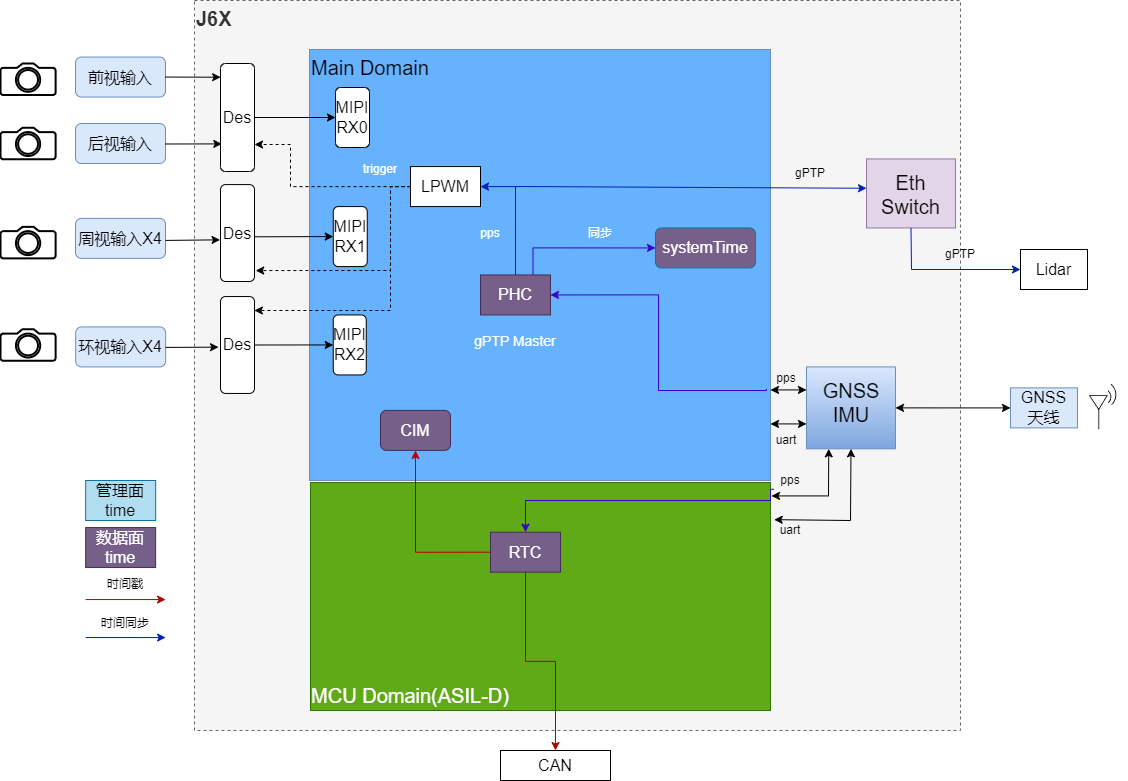 J6X
Main Domain
前视输入
Des
MIPI
RX0
后视输入
trigger
LPWM
gPTP
Eth
Switch
周视输入X4
Des
MIPI
RX1
pps
同步
systemTime
gPTP
Lidar
PHC
gPTP Master
环视输入X4
Des
MIPI
RX2
pps
GNSS
IMU
GNSS
天线
uart
CIM
pps
管理面
time
uart
数据面
time
RTC
时间戳
时间同步
MCU Domain(ASIL-D)
CAN